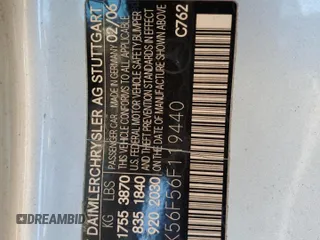 DAIMLERCHRYSLER AG STUTTGART
PASSENGER CAR MADE IN GERMANY 02/06
KG LBS THIS VEHICLE CONFORMS TO ALL APPLICABLE
1755 3870 U.S. FEDERAL MOTOR VEHICLE SAFETY BUMPER
835 1840 AND THEFT PREVENTION STANDARDS IN EFFECT
920 2030 ON THE DATE OF MANUFACTURE SHOWN ABOVE
C762
K56F56F119440
DREAMBID